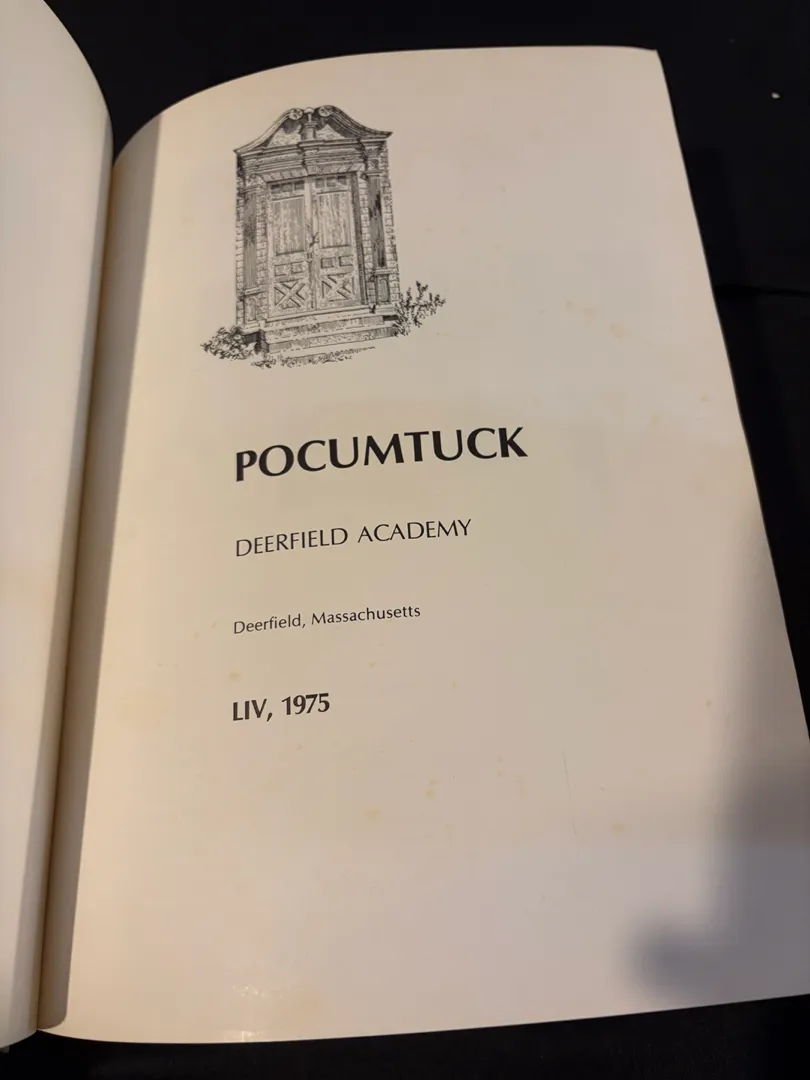 POCUMTUCK
DEERFIELD ACADEMY
Deerfield, Massachusetts
LIV, 1975